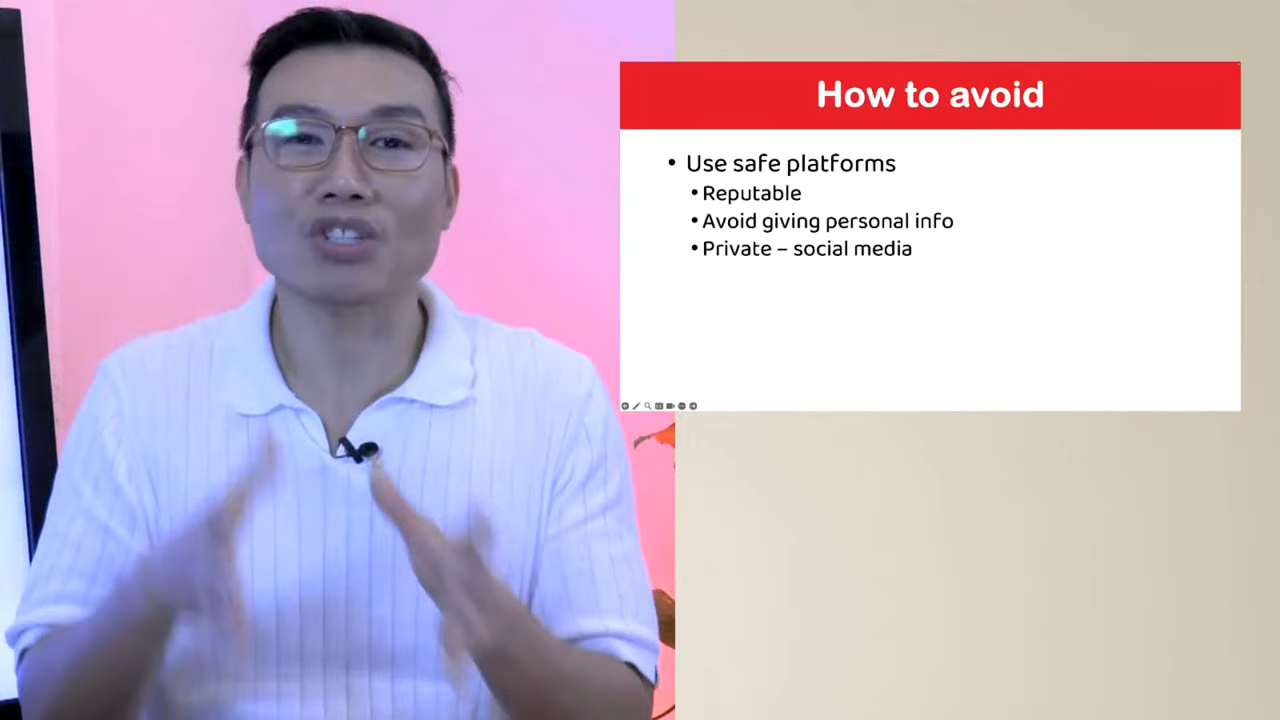 How to avoid
• Use safe platforms
• Reputable
• Avoid giving personal info
• Private – social media